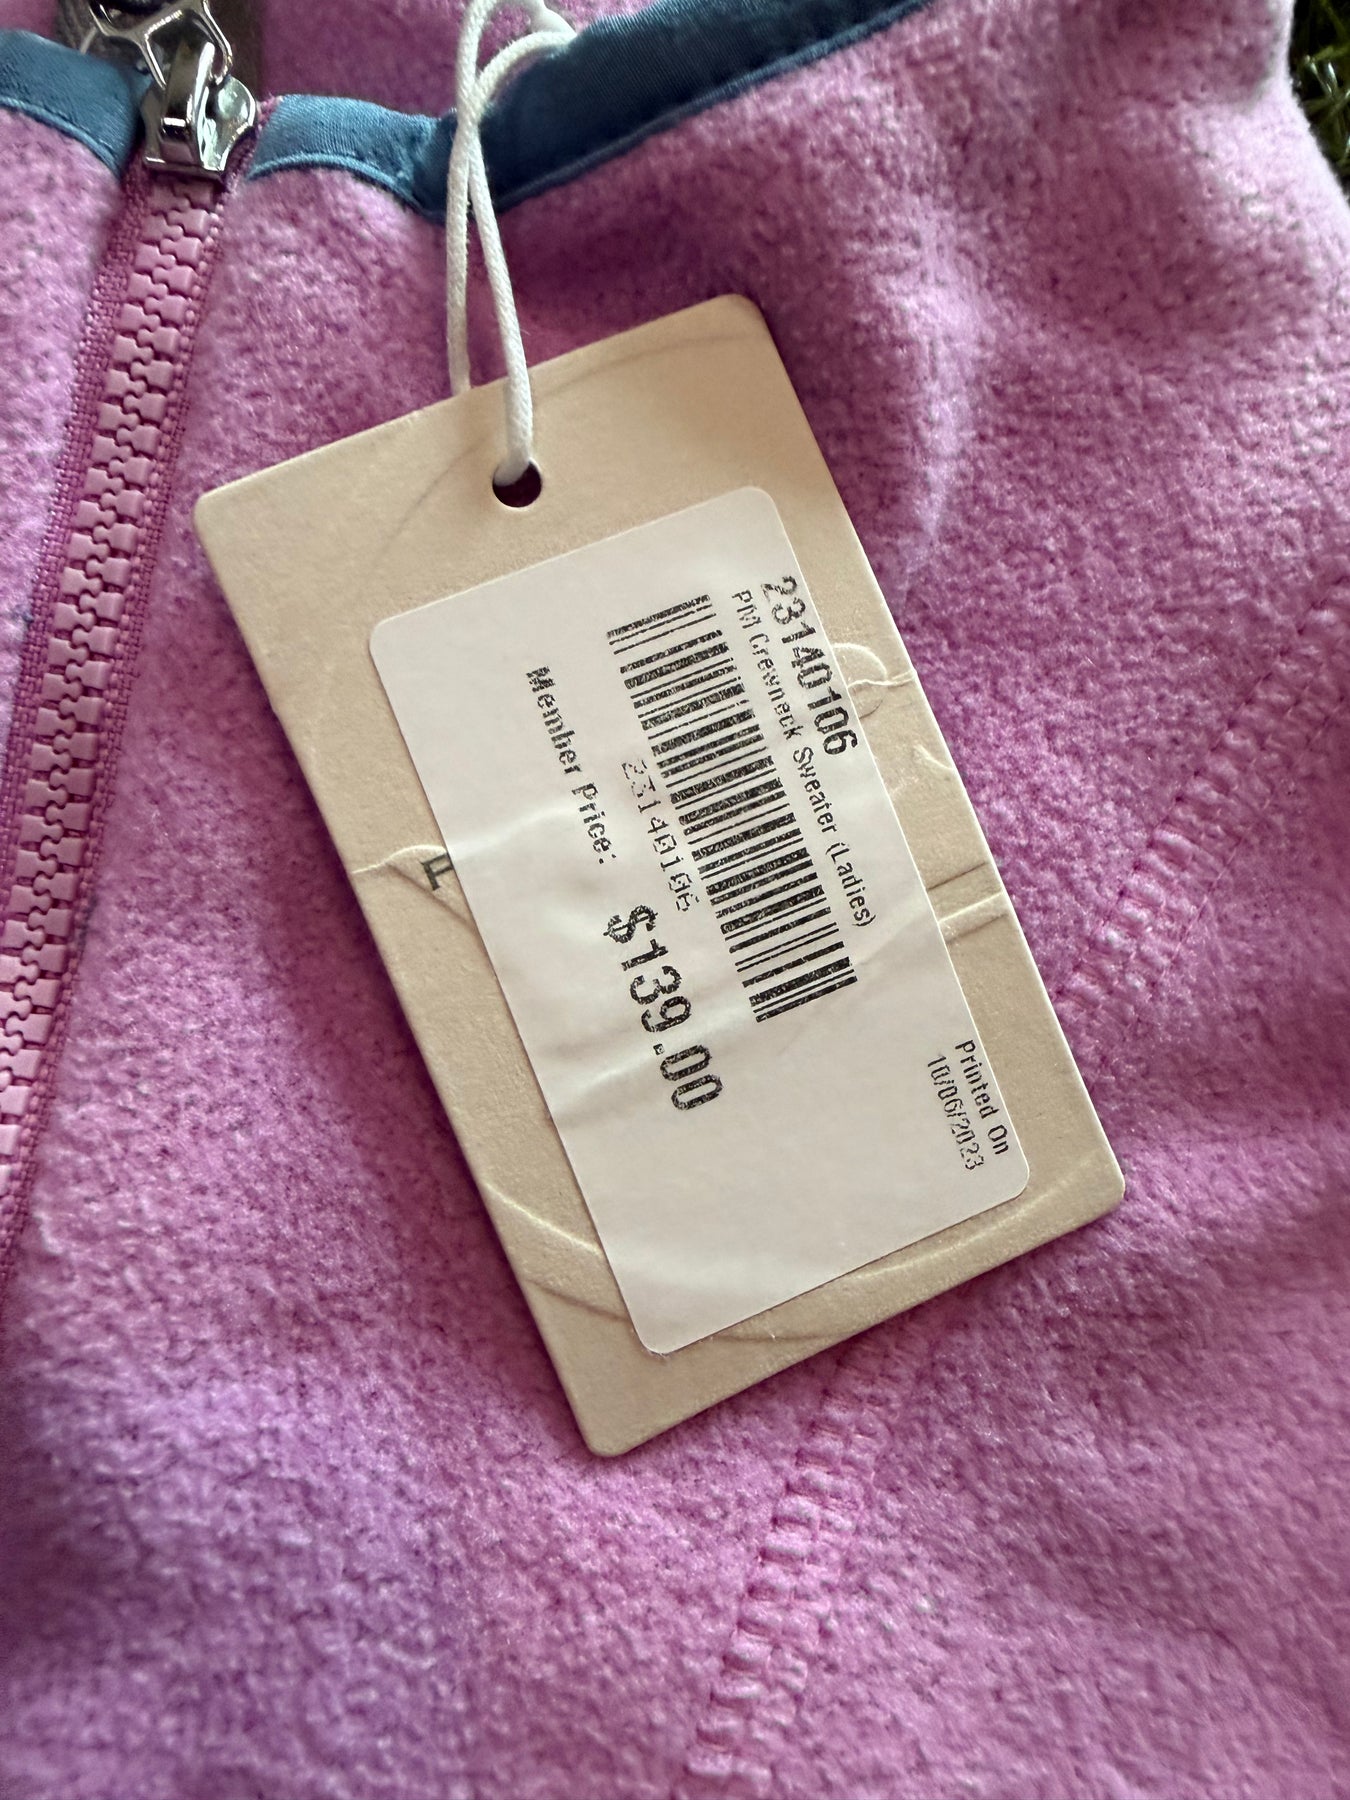 23140106
PM Crewneck Sweater (Ladies)
23140106
Member Price: $139.00
Printed On
10/06/2023